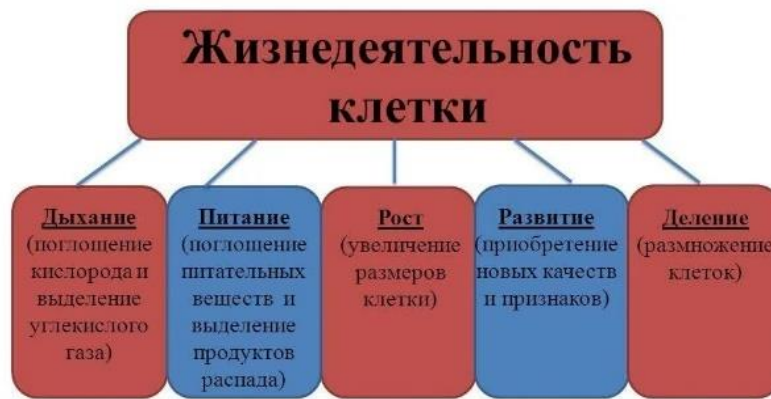 Жизнедеятельность
клетки
Дыхание
(поглощение
кислорода и
выделение
углекислого
газа)
Питание
(поглощение
питательных
веществ и
выделение
продуктов
распада)
Рост
(увеличение
размеров
клетки)
Развитие
(приобретение
новых качеств
и признаков)
Деление
(размножение
клеток)